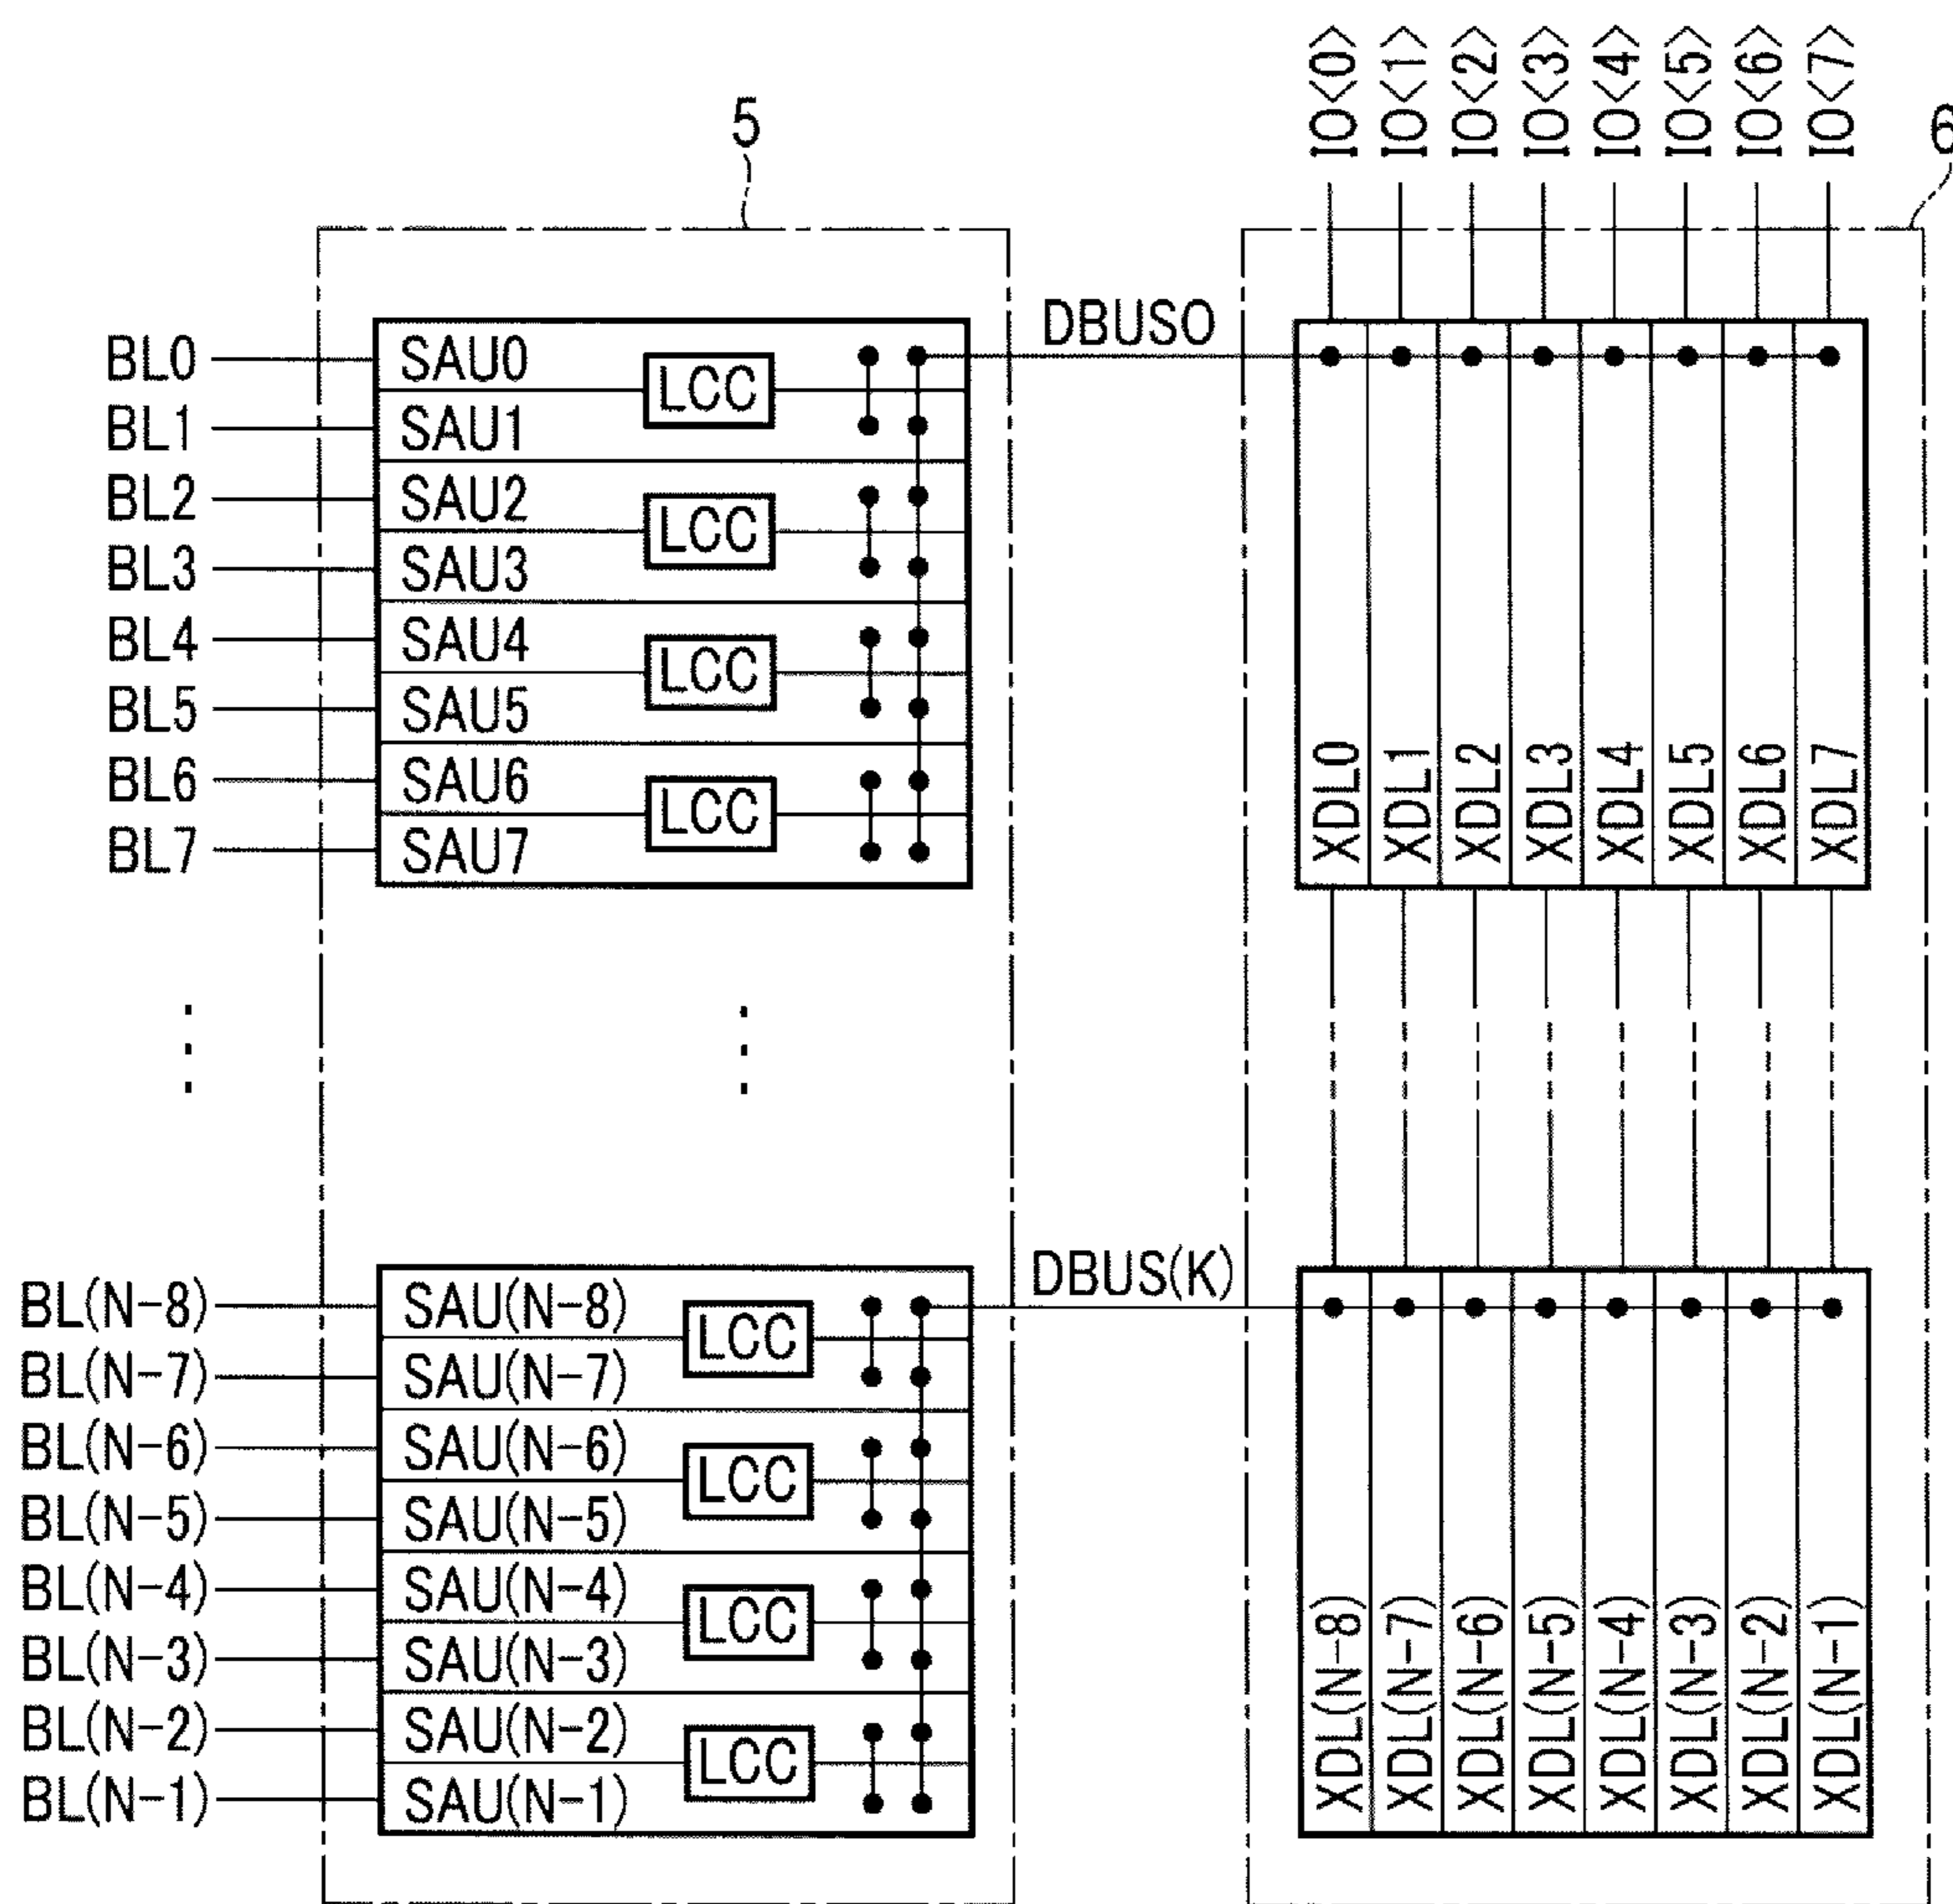 5
IO<0>
IO<1>
IO<2>
IO<3>
IO<4>
IO<5>
IO<6>
IO<7>
6
BL0
BL1
BL2
BL3
BL4
BL5
BL6
BL7
SAU0
SAU1
SAU2
SAU3
SAU4
SAU5
SAU6
SAU7
LCC
LCC
LCC
LCC
DBUS0
XDL0
XDL1
XDL2
XDL3
XDL4
XDL5
XDL6
XDL7
BL(N-8)
BL(N-7)
BL(N-6)
BL(N-5)
BL(N-4)
BL(N-3)
BL(N-2)
BL(N-1)
SAU(N-8)
SAU(N-7)
SAU(N-6)
SAU(N-5)
SAU(N-4)
SAU(N-3)
SAU(N-2)
SAU(N-1)
LCC
LCC
LCC
LCC
DBUS(K)
XDL(N-8)
XDL(N-7)
XDL(N-6)
XDL(N-5)
XDL(N-4)
XDL(N-3)
XDL(N-2)
XDL(N-1)